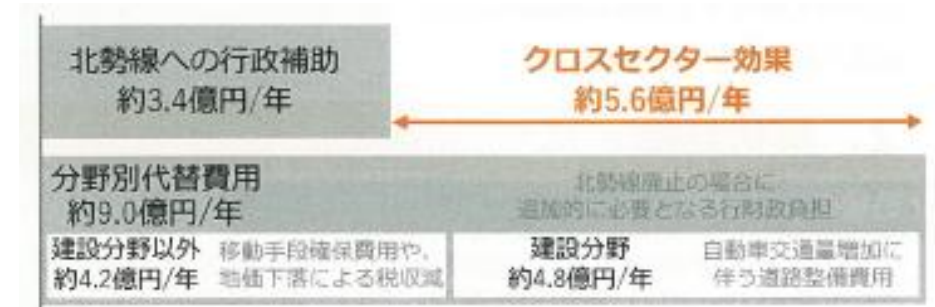 北勢線への行政補助
約3.4億円/年
クロスセクター効果
約5.6億円/年
分野別代替費用
約9.0億円/年
北勢線廃止の場合に
追加的に必要となる行財政負担
建設分野以外
約4.2億円/年
移動手段確保費用や、
地価下落による税収減
建設分野
約4.8億円/年
自動車交通量増加に
伴う道路整備費用